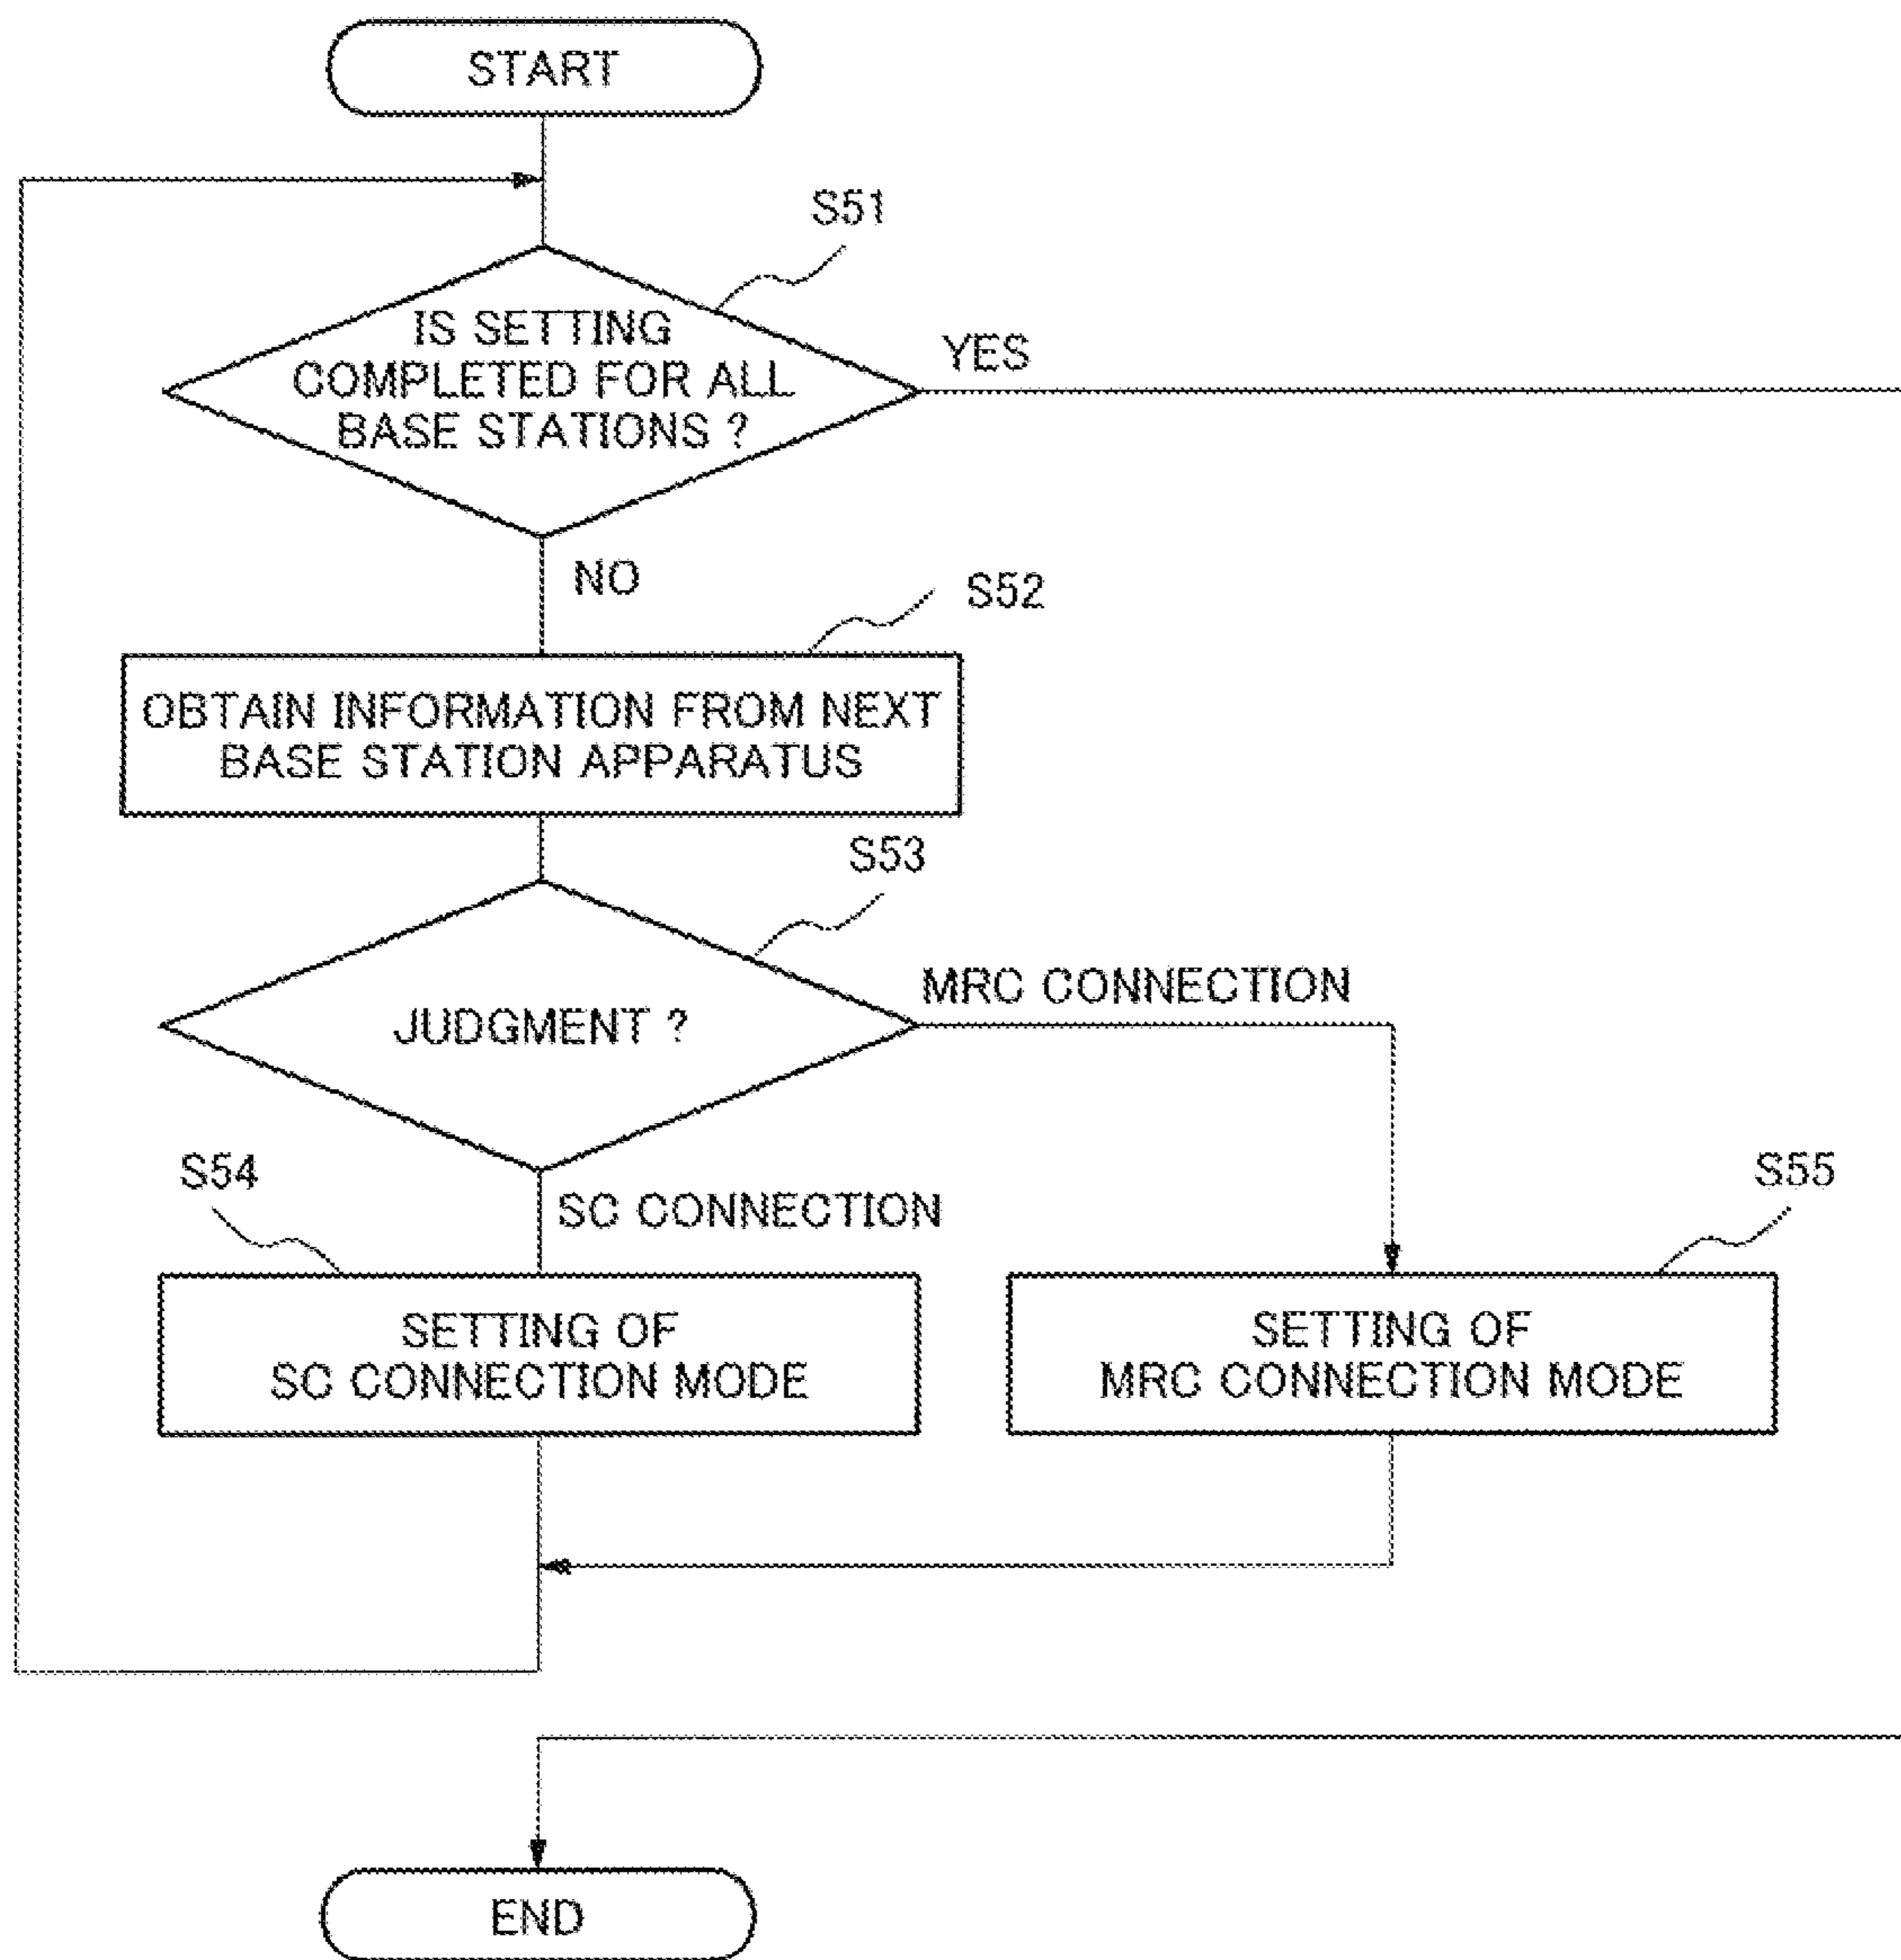 START
S51
IS SETTING
COMPLETED FOR ALL
BASE STATIONS ?
YES
NO
S52
OBTAIN INFORMATION FROM NEXT
BASE STATION APPARATUS
S53
JUDGMENT ?
MRC CONNECTION
SC CONNECTION
S54
SETTING OF
SC CONNECTION MODE
S55
SETTING OF
MRC CONNECTION MODE
END